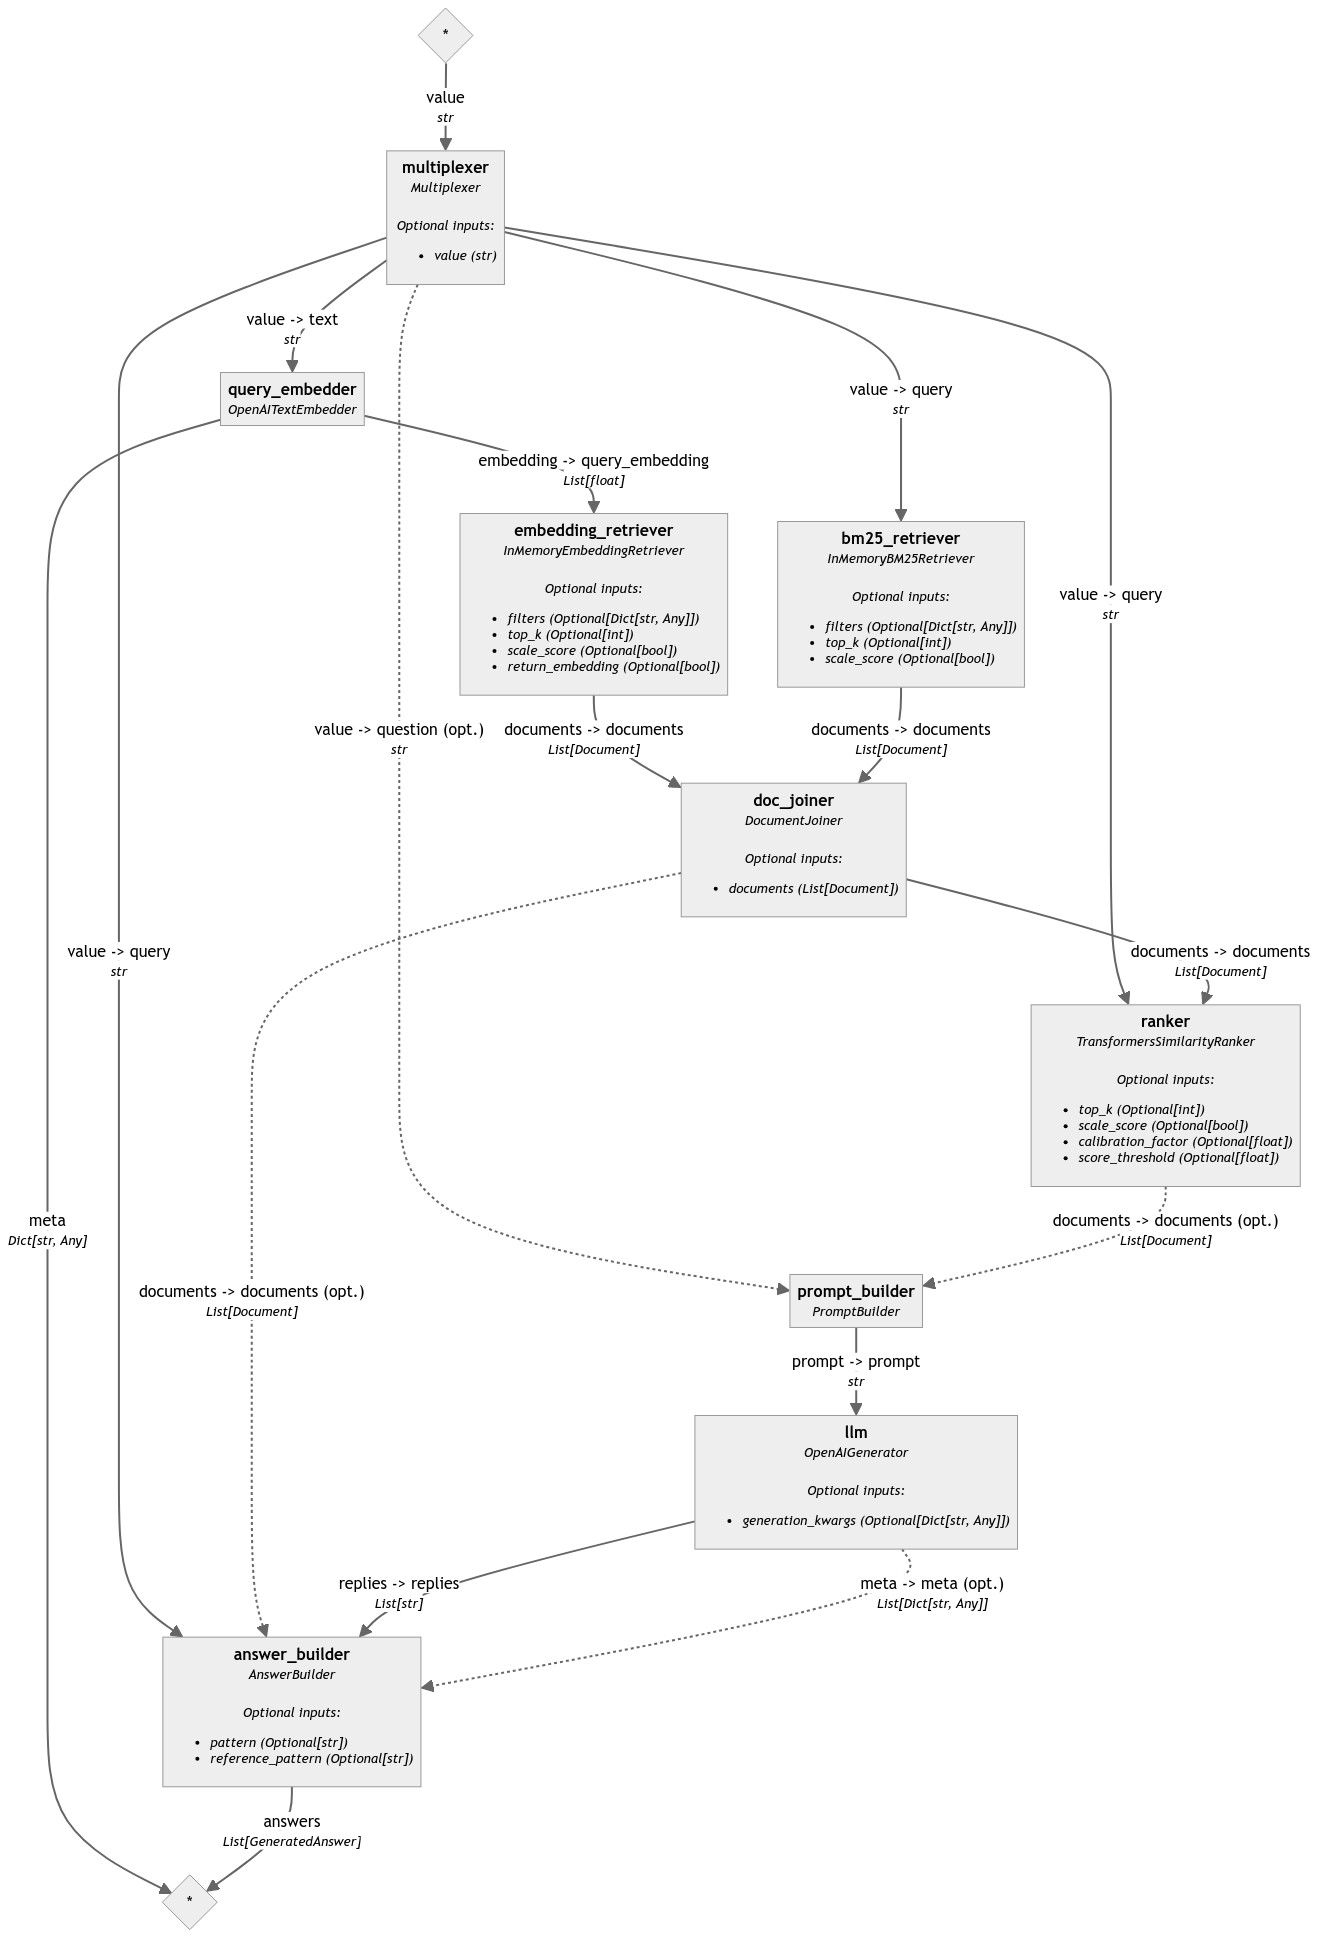 *
value
str
multiplexer
Multiplexer
Optional inputs:
• value (str)
value -> text
str
query_embedder
OpenAITextEmbedder
value -> query
str
embedding -> query_embedding
List[float]
embedding_retriever
InMemoryEmbeddingRetriever
Optional inputs:
• filters (Optional[Dict[str, Any]])
• top_k (Optional[int])
• scale_score (Optional[bool])
• return_embedding (Optional[bool])
bm25_retriever
InMemoryBM25Retriever
Optional inputs:
• filters (Optional[Dict[str, Any]])
• top_k (Optional[int])
• scale_score (Optional[bool])
value -> query
str
value -> question (opt.)
str
documents -> documents
List[Document]
documents -> documents
List[Document]
doc_joiner
DocumentJoiner
Optional inputs:
• documents (List[Document])
value -> query
str
documents -> documents
List[Document]
ranker
TransformersSimilarityRanker
Optional inputs:
• top_k (Optional[int])
• scale_score (Optional[bool])
• calibration_factor (Optional[float])
• score_threshold (Optional[float])
meta
Dict[str, Any]
documents -> documents (opt.)
List[Document]
documents -> documents (opt.)
List[Document]
prompt_builder
PromptBuilder
prompt -> prompt
str
llm
OpenAIGenerator
Optional inputs:
• generation_kwargs (Optional[Dict[str, Any]])
replies -> replies
List[str]
meta -> meta (opt.)
List[Dict[str, Any]]
answer_builder
AnswerBuilder
Optional inputs:
• pattern (Optional[str])
• reference_pattern (Optional[str])
answers
List[GeneratedAnswer]
*